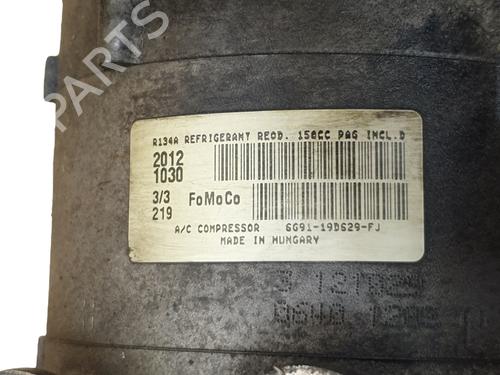 R134A REFRIGERANT REQD. 150CC PAG INCL.D
2012
1030
3/3 FoMoCo
219
A/C COMPRESSOR 6G91-19D629-FJ
MADE IN HUNGARY